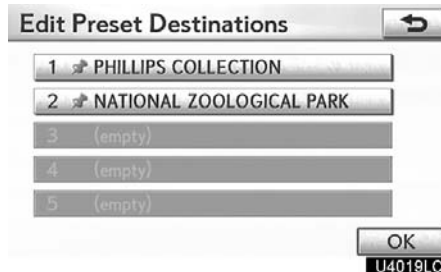 Edit Preset Destinations
1 PHILLIPS COLLECTION
2 NATIONAL ZOOLOGICAL PARK
3 (empty)
4 (empty)
5 (empty)
OK
U4019LC